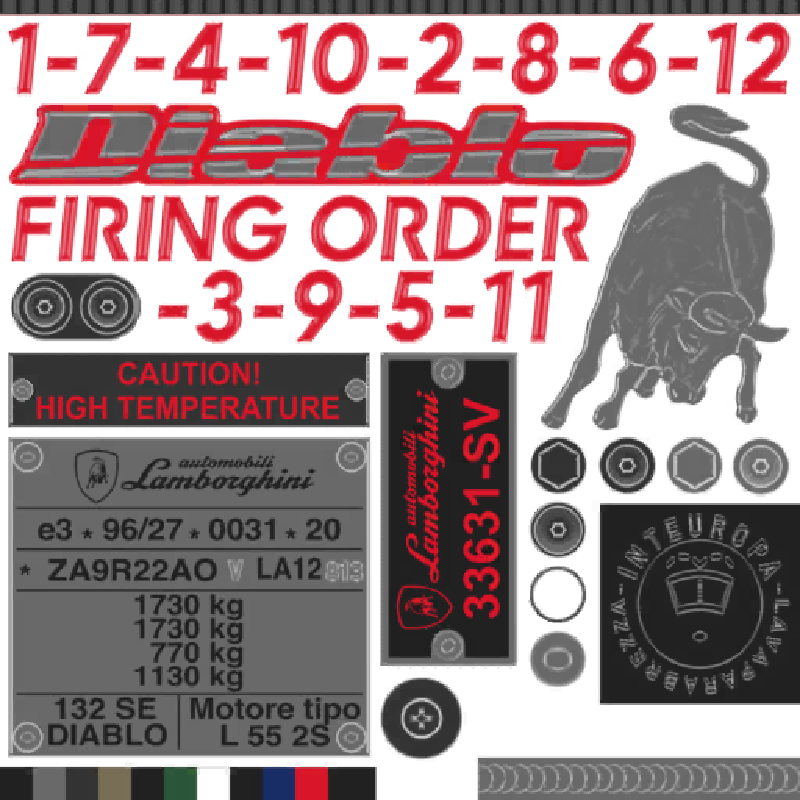 1-7-4-10-2-8-6-12
Diablo
FIRING ORDER
-3-9-5-11
CAUTION!
HIGH TEMPERATURE
automobili
Lamborghini
e3 * 96/27 * 0031 * 20
* ZA9R22AO V LA12 813
1730 kg
1730 kg
770 kg
1130 kg
132 SE
DIABLO
Motore tipo
L 55 2S
automobili
Lamborghini
33631-SV
INTEUROPA - LAVAPARABREZZA -